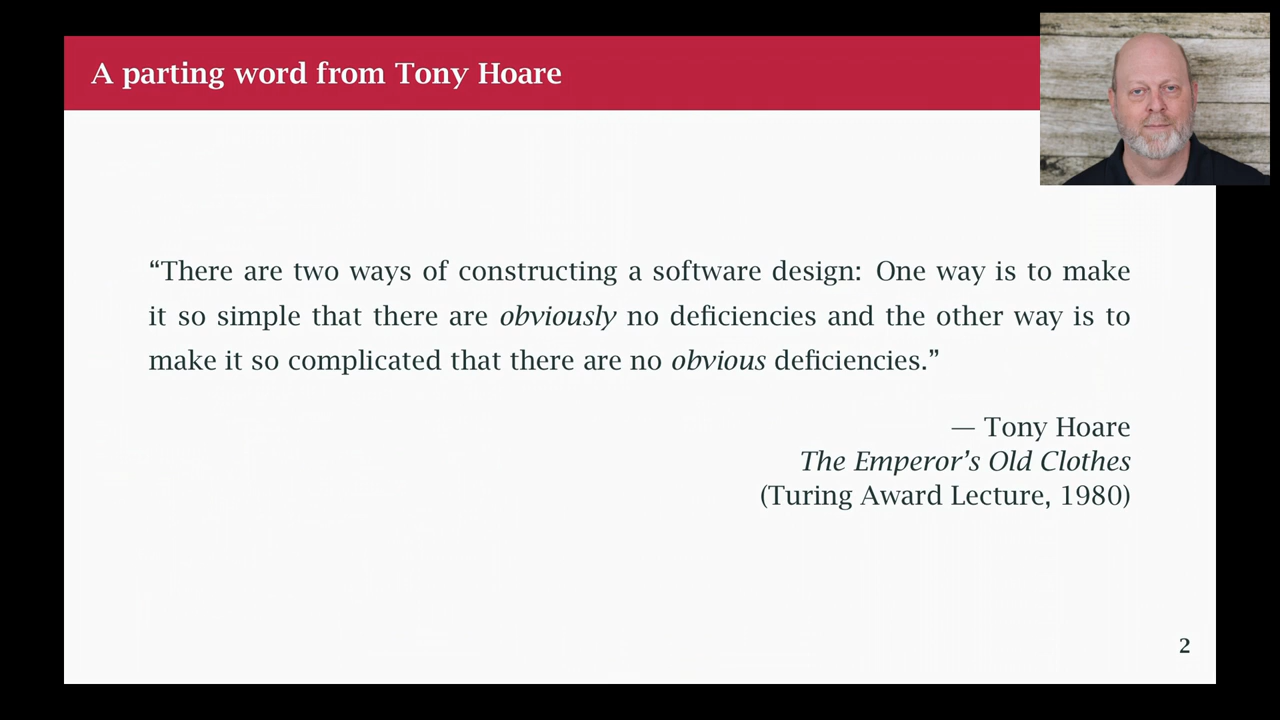 A parting word from Tony Hoare
“There are two ways of constructing a software design: One way is to make
it so simple that there are obviously no deficiencies and the other way is to
make it so complicated that there are no obvious deficiencies.”
— Tony Hoare
The Emperor’s Old Clothes
(Turing Award Lecture, 1980)
2